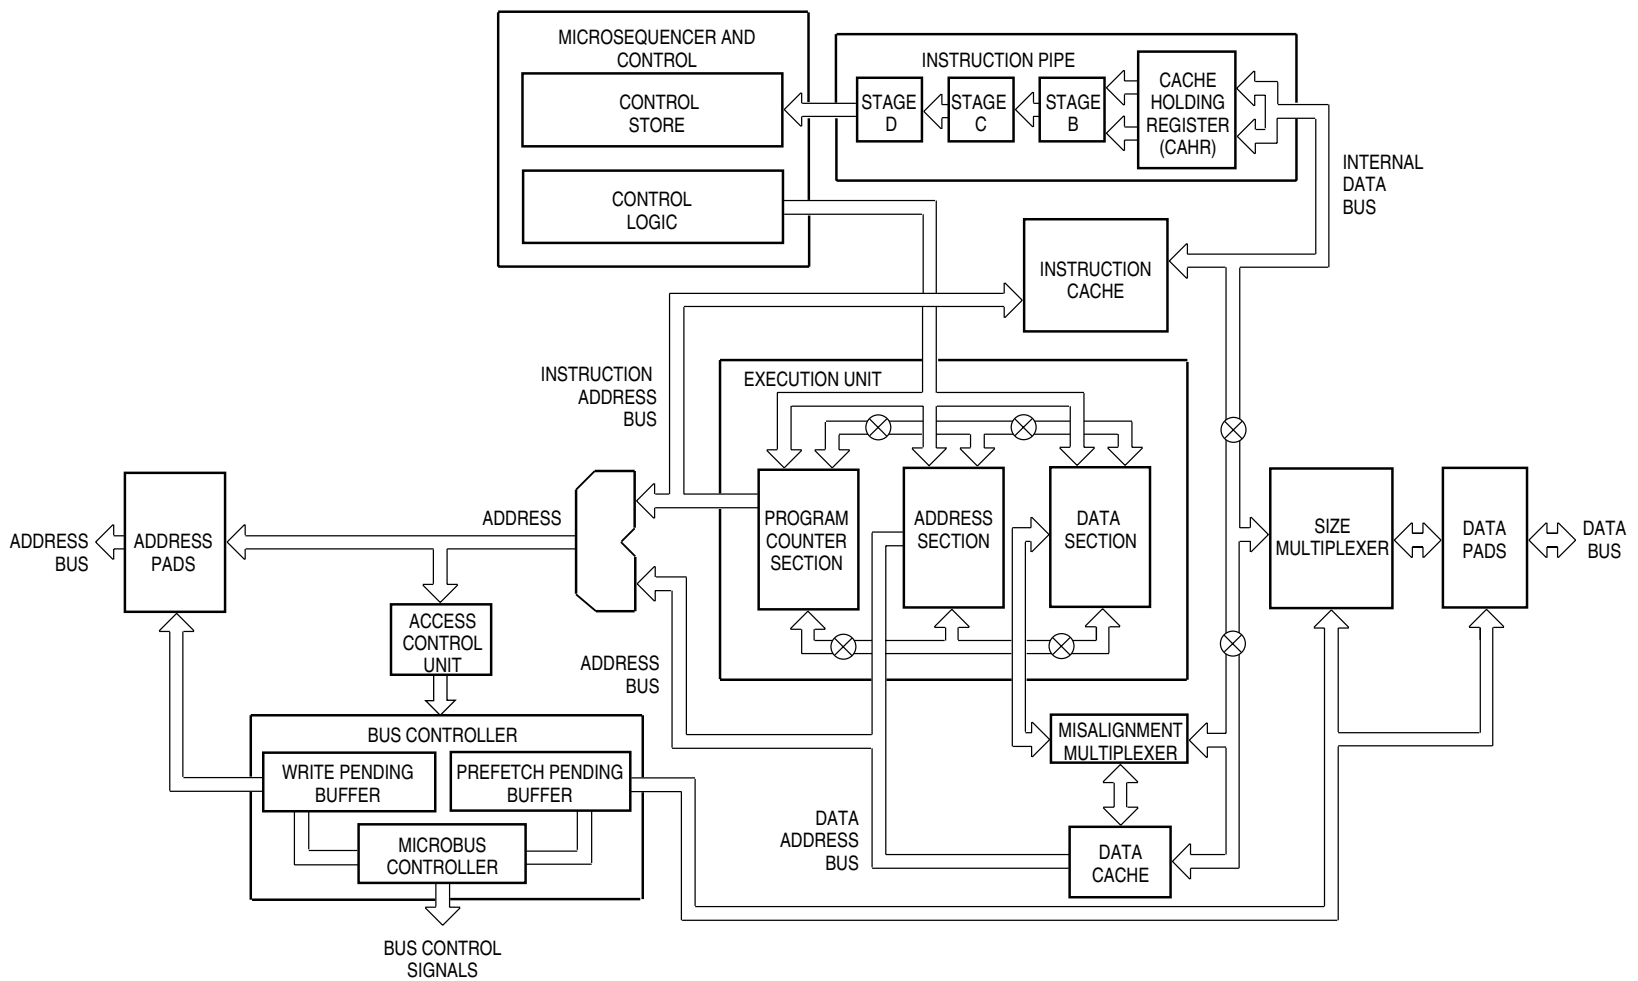 MICROSEQUENCER AND
CONTROL
CONTROL
STORE
CONTROL
LOGIC
INSTRUCTION PIPE
STAGE
D
STAGE
C
STAGE
B
CACHE
HOLDING
REGISTER
(CAHR)
INTERNAL
DATA
BUS
INSTRUCTION
CACHE
INSTRUCTION
ADDRESS
BUS
EXECUTION UNIT
PROGRAM
COUNTER
SECTION
ADDRESS
SECTION
DATA
SECTION
SIZE
MULTIPLEXER
DATA
PADS
DATA
BUS
ADDRESS
BUS
ADDRESS
PADS
ADDRESS
ACCESS
CONTROL
UNIT
ADDRESS
BUS
BUS CONTROLLER
WRITE PENDING
BUFFER
PREFETCH PENDING
BUFFER
MICROBUS
CONTROLLER
MISALIGNMENT
MULTIPLEXER
DATA
ADDRESS
BUS
DATA
CACHE
BUS CONTROL
SIGNALS